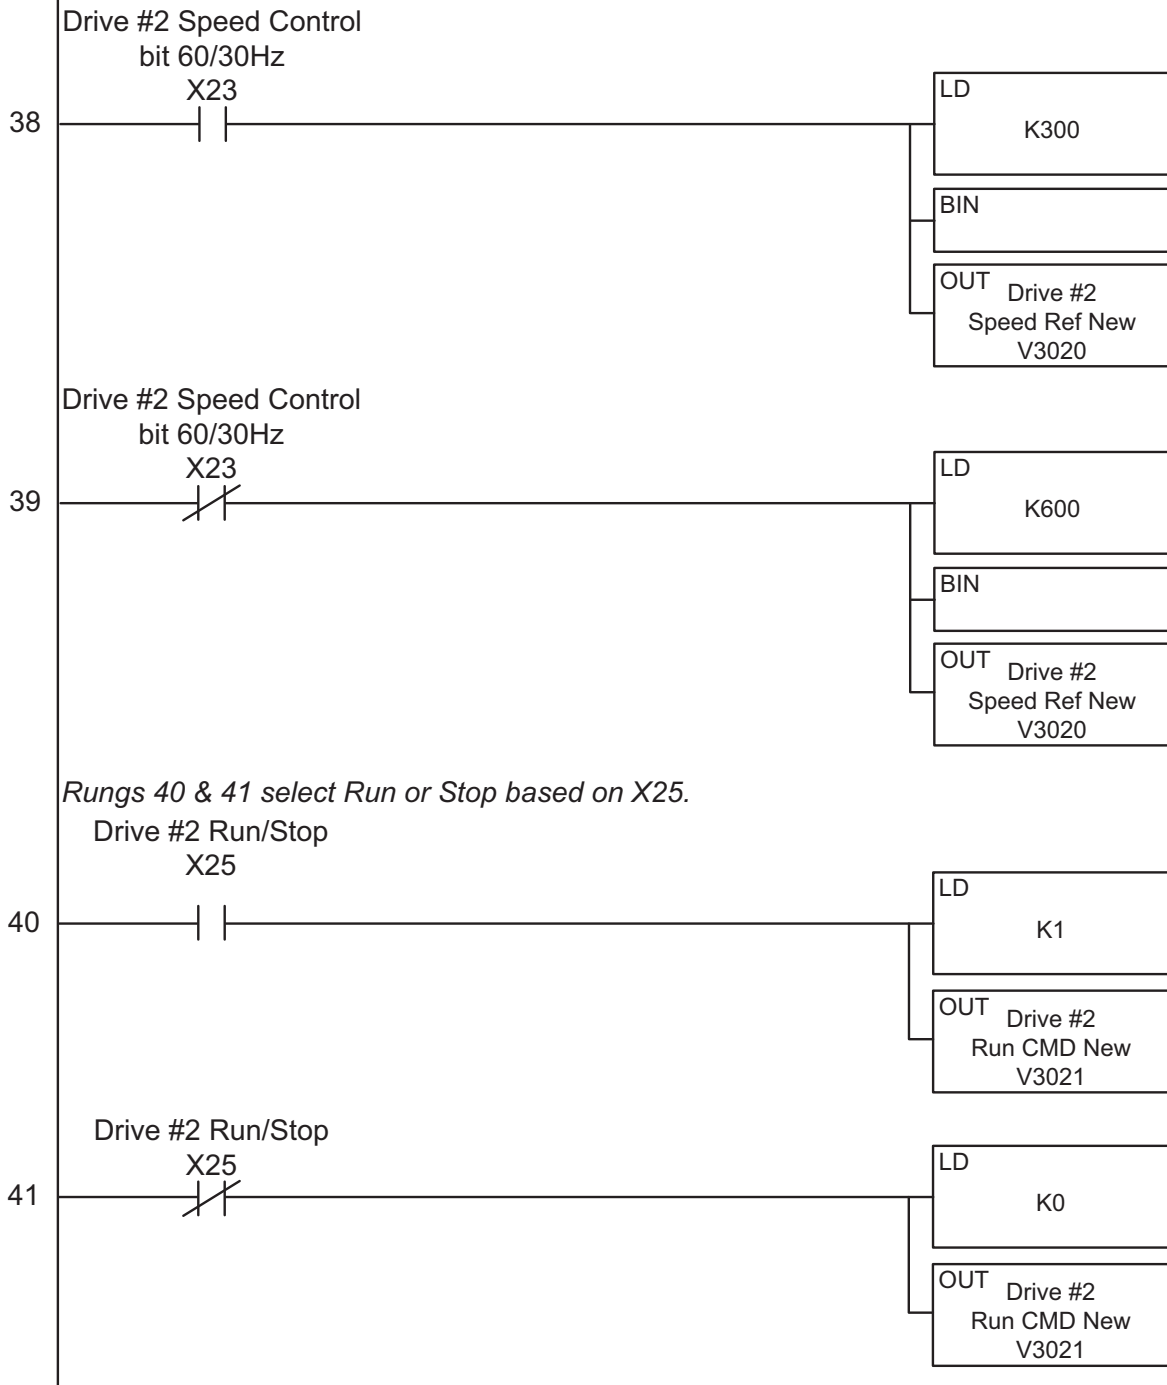 Drive #2 Speed Control
bit 60/30Hz
X23
38
LD
K300
BIN
OUT
Drive #2
Speed Ref New
V3020
Drive #2 Speed Control
bit 60/30Hz
X23
39
LD
K600
BIN
OUT
Drive #2
Speed Ref New
V3020
Rungs 40 & 41 select Run or Stop based on X25.
Drive #2 Run/Stop
X25
40
LD
K1
OUT
Drive #2
Run CMD New
V3021
Drive #2 Run/Stop
X25
41
LD
K0
OUT
Drive #2
Run CMD New
V3021